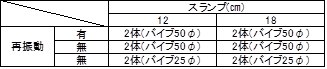 スランプ(cm)
12 18
再振動 有 2体(パイプ50φ) 2体(パイプ50φ)
無 2体(パイプ50φ) 2体(パイプ50φ)
無 2体(パイプ25φ) 2体(パイプ25φ)